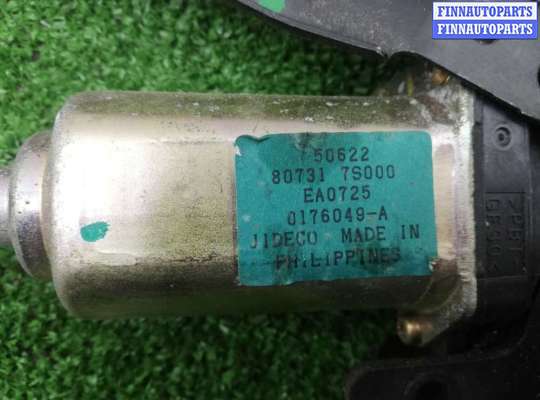 FINNAUTOPARTS
FINNAUTOPARTS
50622
80731 7S000
EA0725
0176049-A
JIDECO MADE IN
PHILIPPINES